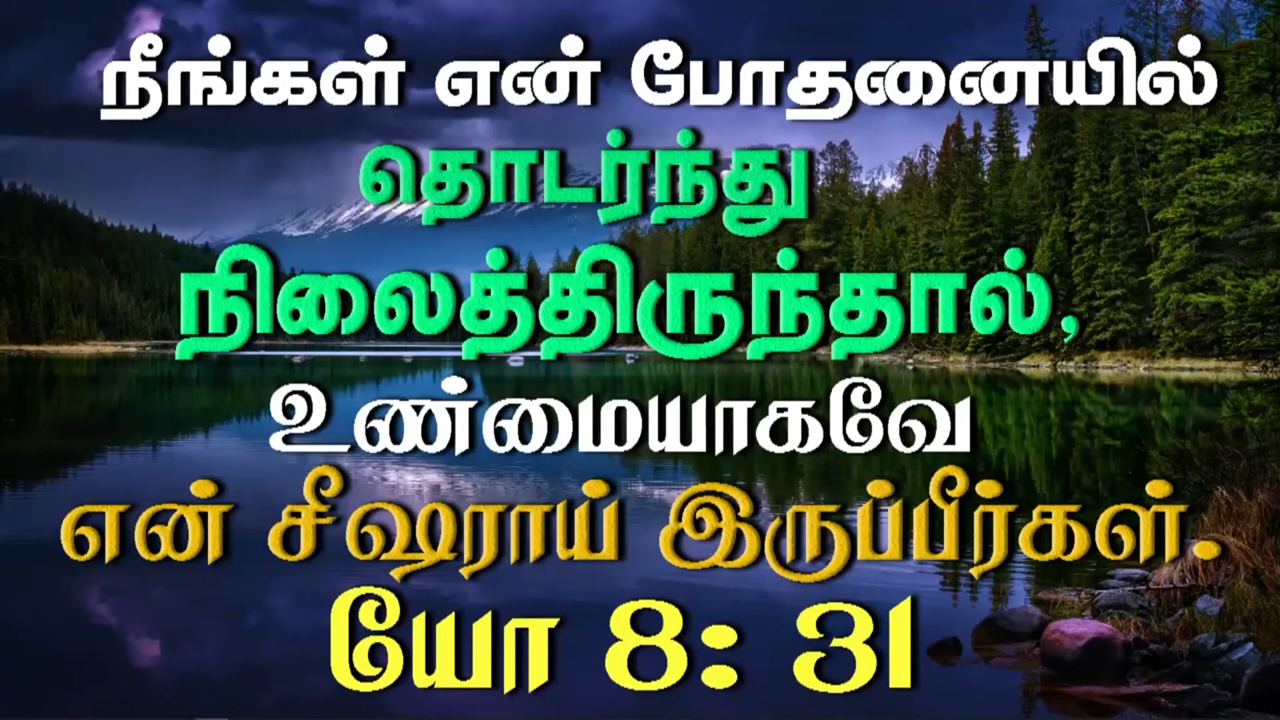 நீங்கள் என் போதனையில்
தொடர்ந்து
நிலைத்திருந்தால்,
உண்மையாகவே
என் சீஷராய் இருப்பீர்கள்.
யோ 8: 31